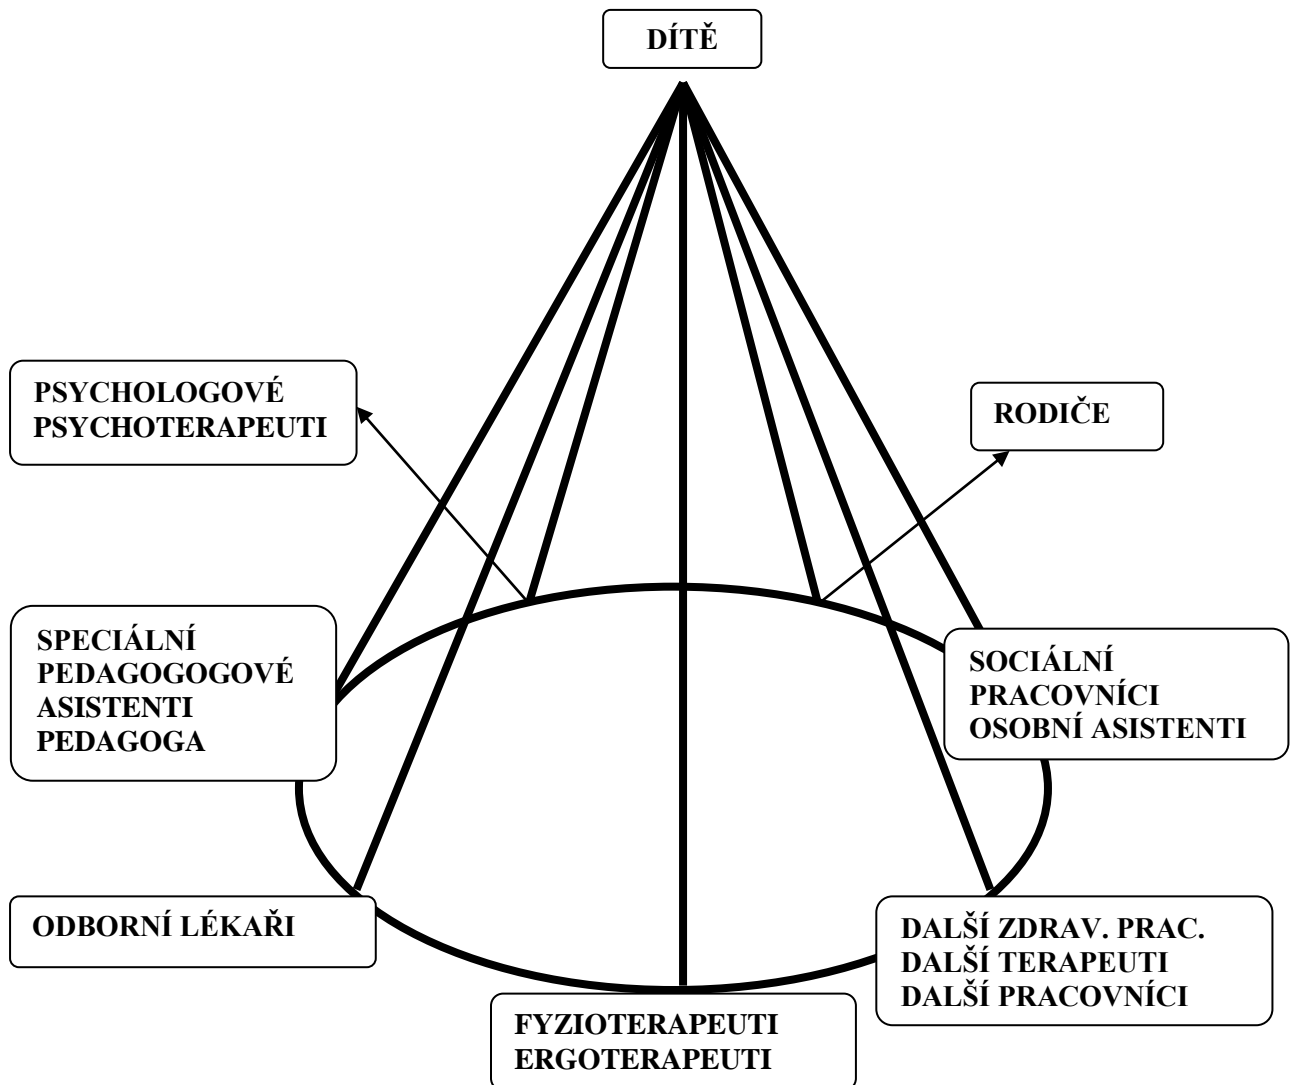 DÍTĚ
PSYCHOLOGOVÉ
PSYCHOTERAPEUTI
RODIČE
SPECIÁLNÍ
PEDAGOGOGOVÉ
ASISTENTI
PEDAGOGA
SOCIÁLNÍ
PRACOVNÍCI
OSOBNÍ ASISTENTI
ODBORNÍ LÉKAŘI
DALŠÍ ZDRAV. PRAC.
DALŠÍ TERAPEUTI
DALŠÍ PRACOVNÍCI
FYZIOTERAPEUTI
ERGOTERAPEUTI